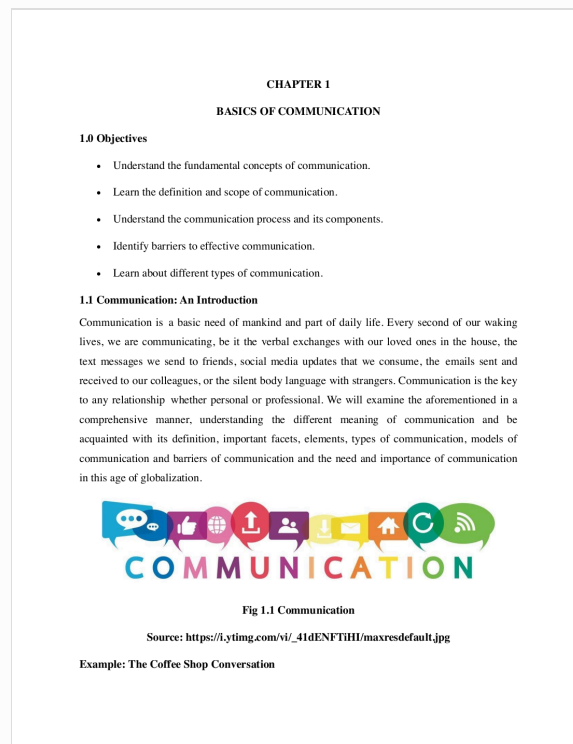 CHAPTER 1
BASICS OF COMMUNICATION
1.0 Objectives
• Understand the fundamental concepts of communication.
• Learn the definition and scope of communication.
• Understand the communication process and its components.
• Identify barriers to effective communication.
• Learn about different types of communication.
1.1 Communication: An Introduction
Communication is a basic need of mankind and part of daily life. Every second of our waking
lives, we are communicating, be it the verbal exchanges with our loved ones in the house, the
text messages we send to friends, social media updates that we consume, the emails sent and
received to our colleagues, or the silent body language with strangers. Communication is the key
to any relationship whether personal or professional. We will examine the aforementioned in a
comprehensive manner, understanding the different meaning of communication and be
acquainted with its definition, important facets, elements, types of communication, models of
communication and barriers of communication and the need and importance of communication
in this age of globalization.
COMMUNICATION
Fig 1.1 Communication
Source: https://i.ytimg.com/vi/_41dENFTiHI/maxresdefault.jpg
Example: The Coffee Shop Conversation